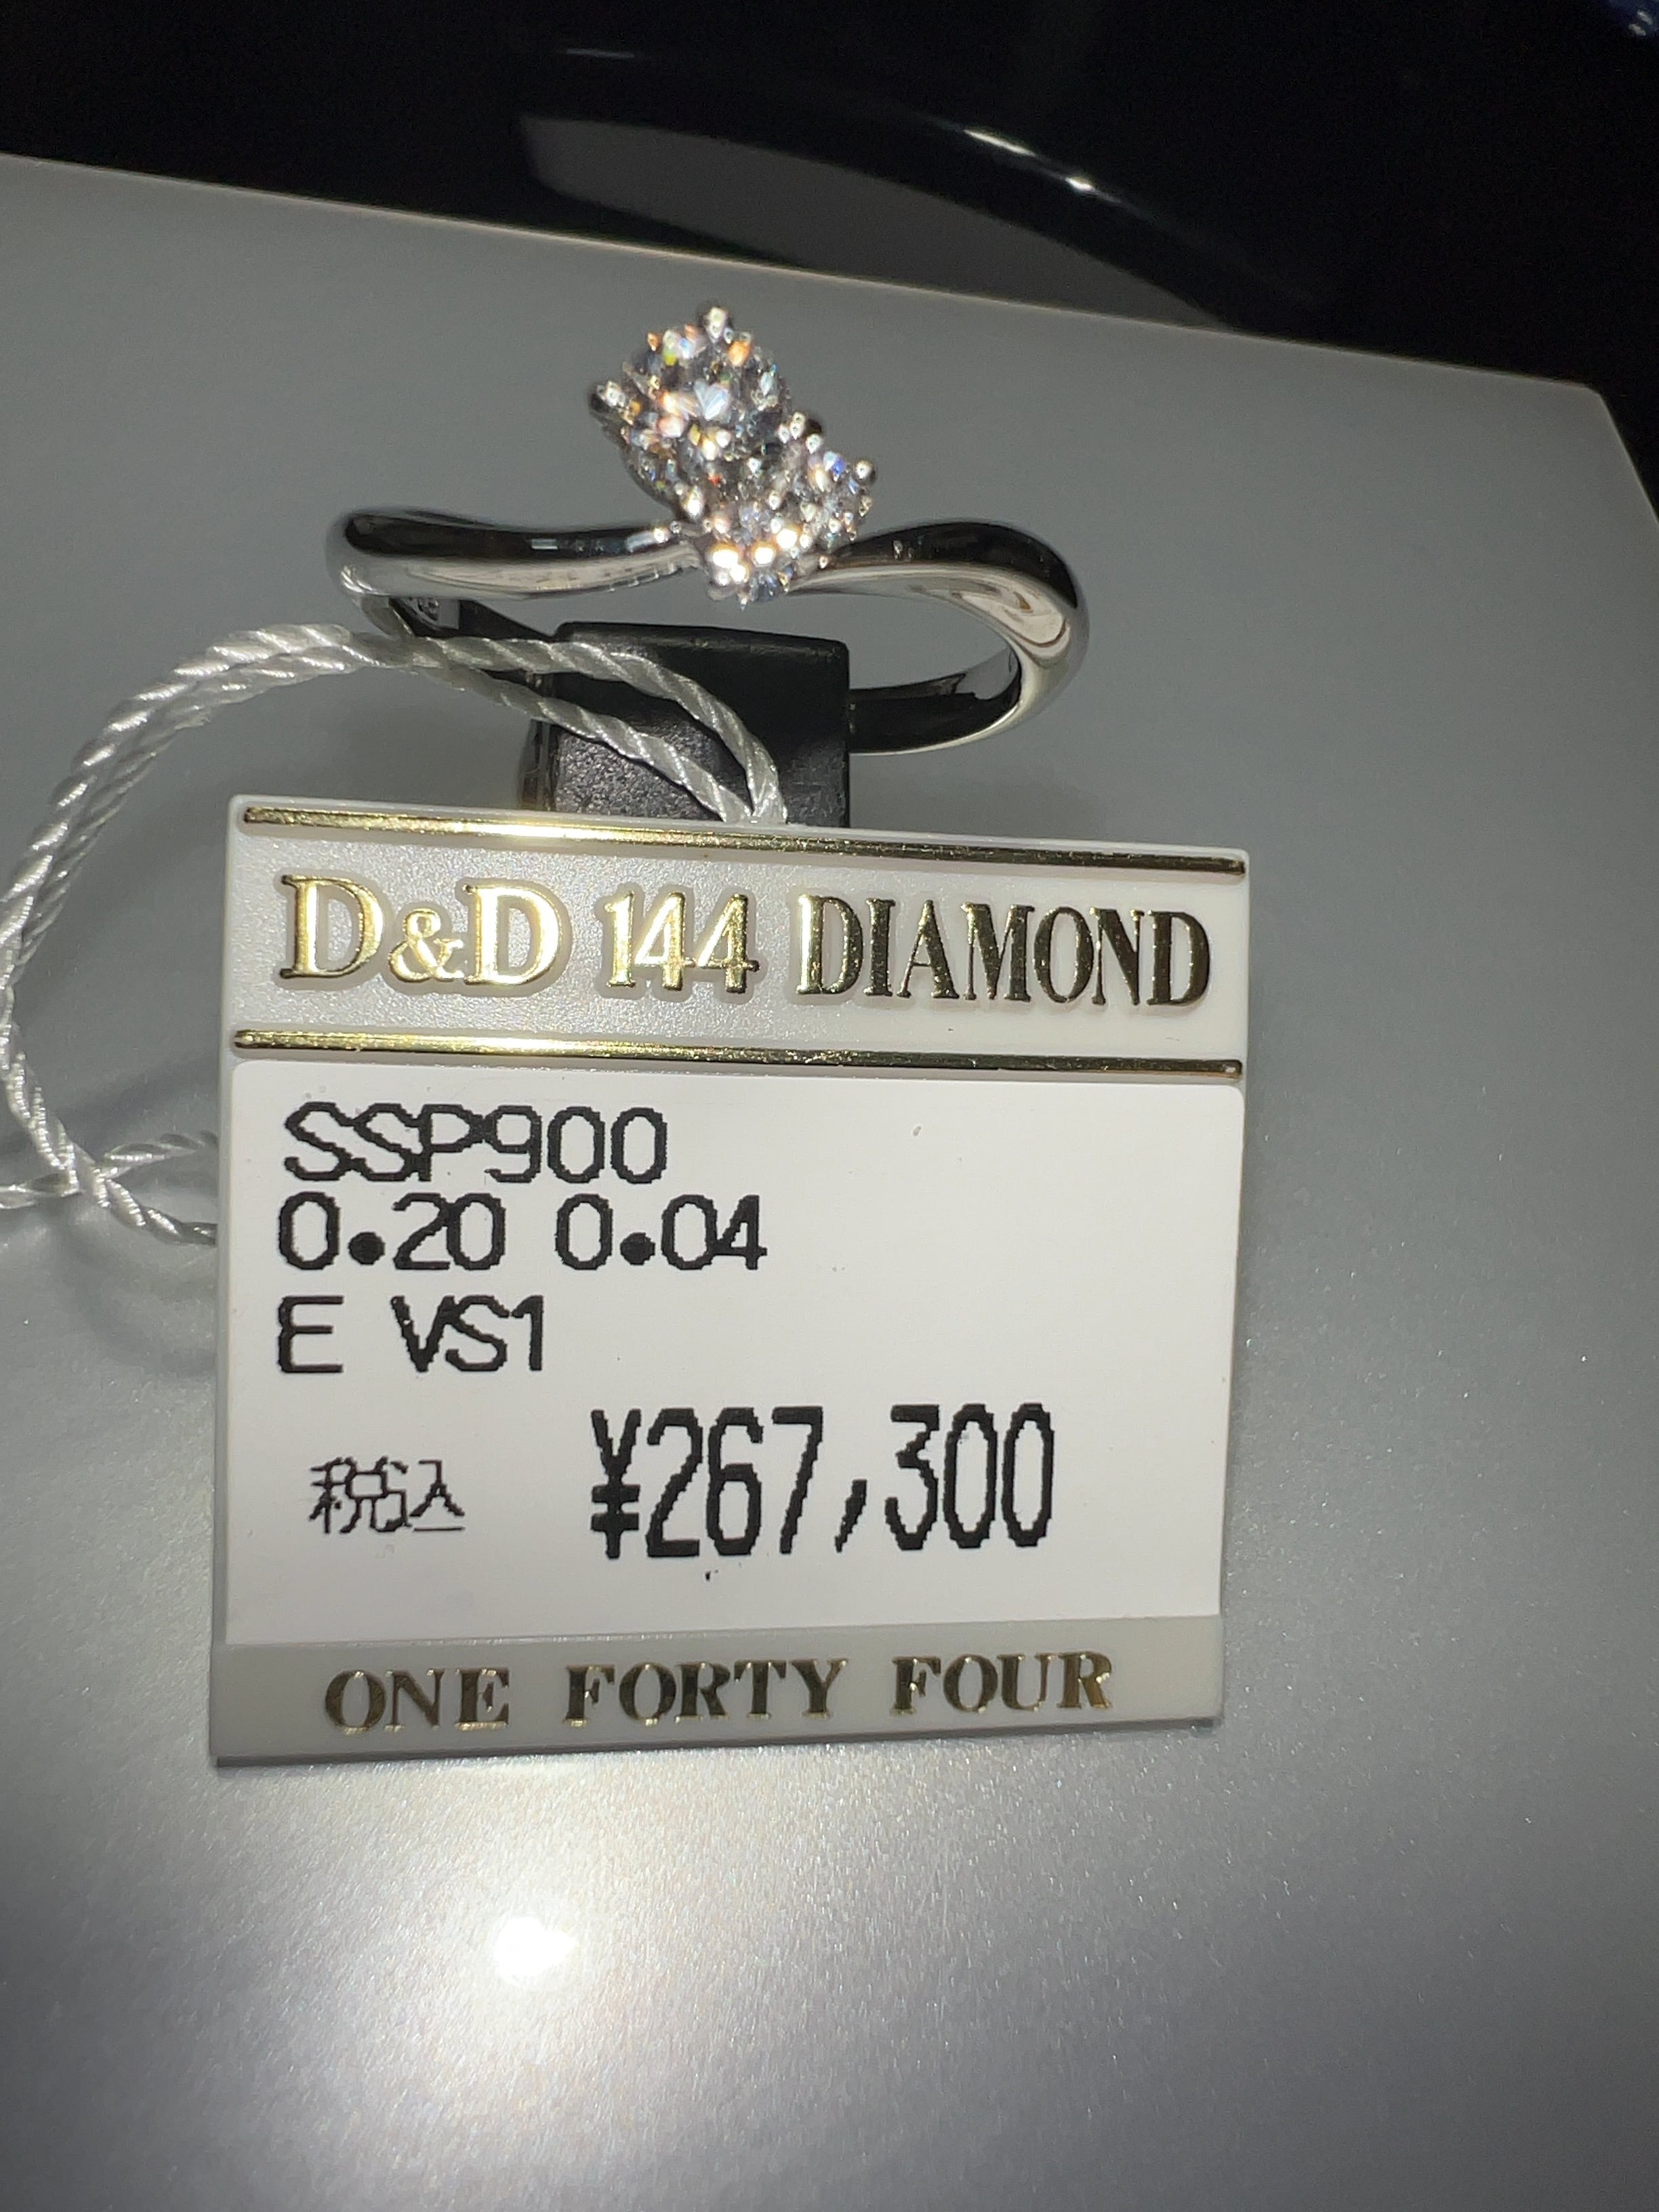 D&D 144 DIAMOND
SSP900
0.20 0.04
E VS1
税込 ¥267,300
ONE FORTY FOUR